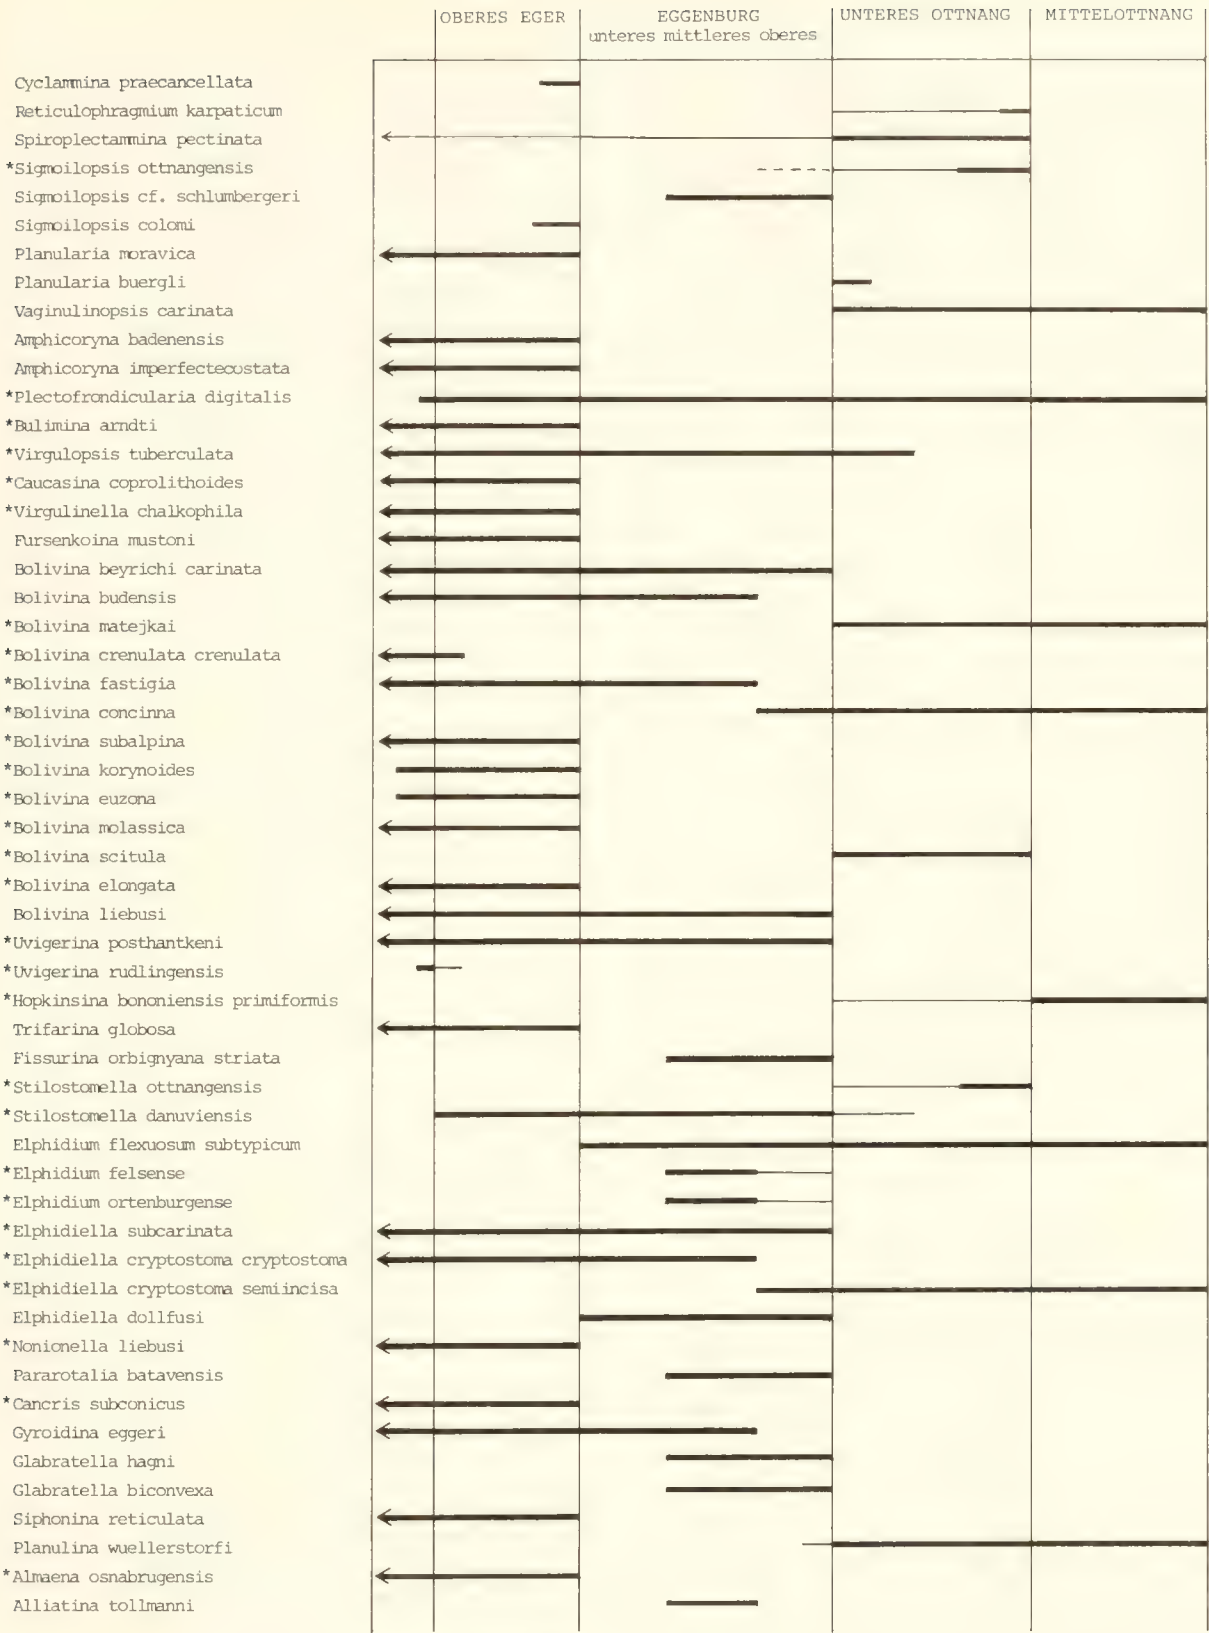 OBERES EGER EGGENBURG UNTERES OTTNANG MITTELOTTNANG
unteres mittleres oberes
Cyclammina praecancellata
Reticulophragmium karpaticum
Spiroplectammina pectinata
*Sigmoilopsis ottnangensis
Sigmoilopsis cf. schlumbergeri
Sigmoilopsis colomi
Planularia moravica
Planularia buergli
Vaginulinopsis carinata
Amphicoryna badenensis
Amphicoryna imperfectecostata
*Plectofrondicularia digitalis
*Bulimina arndti
*Virgulopsis tuberculata
*Caucasina coprolithoides
*Virgulinella chalkophila
Fursenkoina mustoni
Bolivina beyrichi carinata
Bolivina budensis
*Bolivina matejkai
*Bolivina crenulata crenulata
*Bolivina fastigia
*Bolivina concinna
*Bolivina subalpina
*Bolivina korynoides
*Bolivina euzona
*Bolivina molassica
*Bolivina scitula
*Bolivina elongata
Bolivina liebusi
*Uvigerina posthantkeni
*Uvigerina rudlingensis
*Hopkinsina bononiensis primiformis
Trifarina globosa
Fissurina orbignyana striata
*Stilostomella ottnangensis
*Stilostomella danuviensis
Elphidium flexuosum subtypicum
*Elphidium felsense
*Elphidium ortenburgense
*Elphidiella subcarinata
*Elphidiella cryptostoma cryptostoma
*Elphidiella cryptostoma semiincisa
Elphidiella dollfusi
*Nonionella liebusi
Pararotalia batavensis
*Cancris subconicus
Gyroidina eggeri
Glabratella hagni
Glabratella biconvexa
Siphonina reticulata
Planulina wuellerstorfi
*Almaena osnabrugensis
Alliatina tollmanni